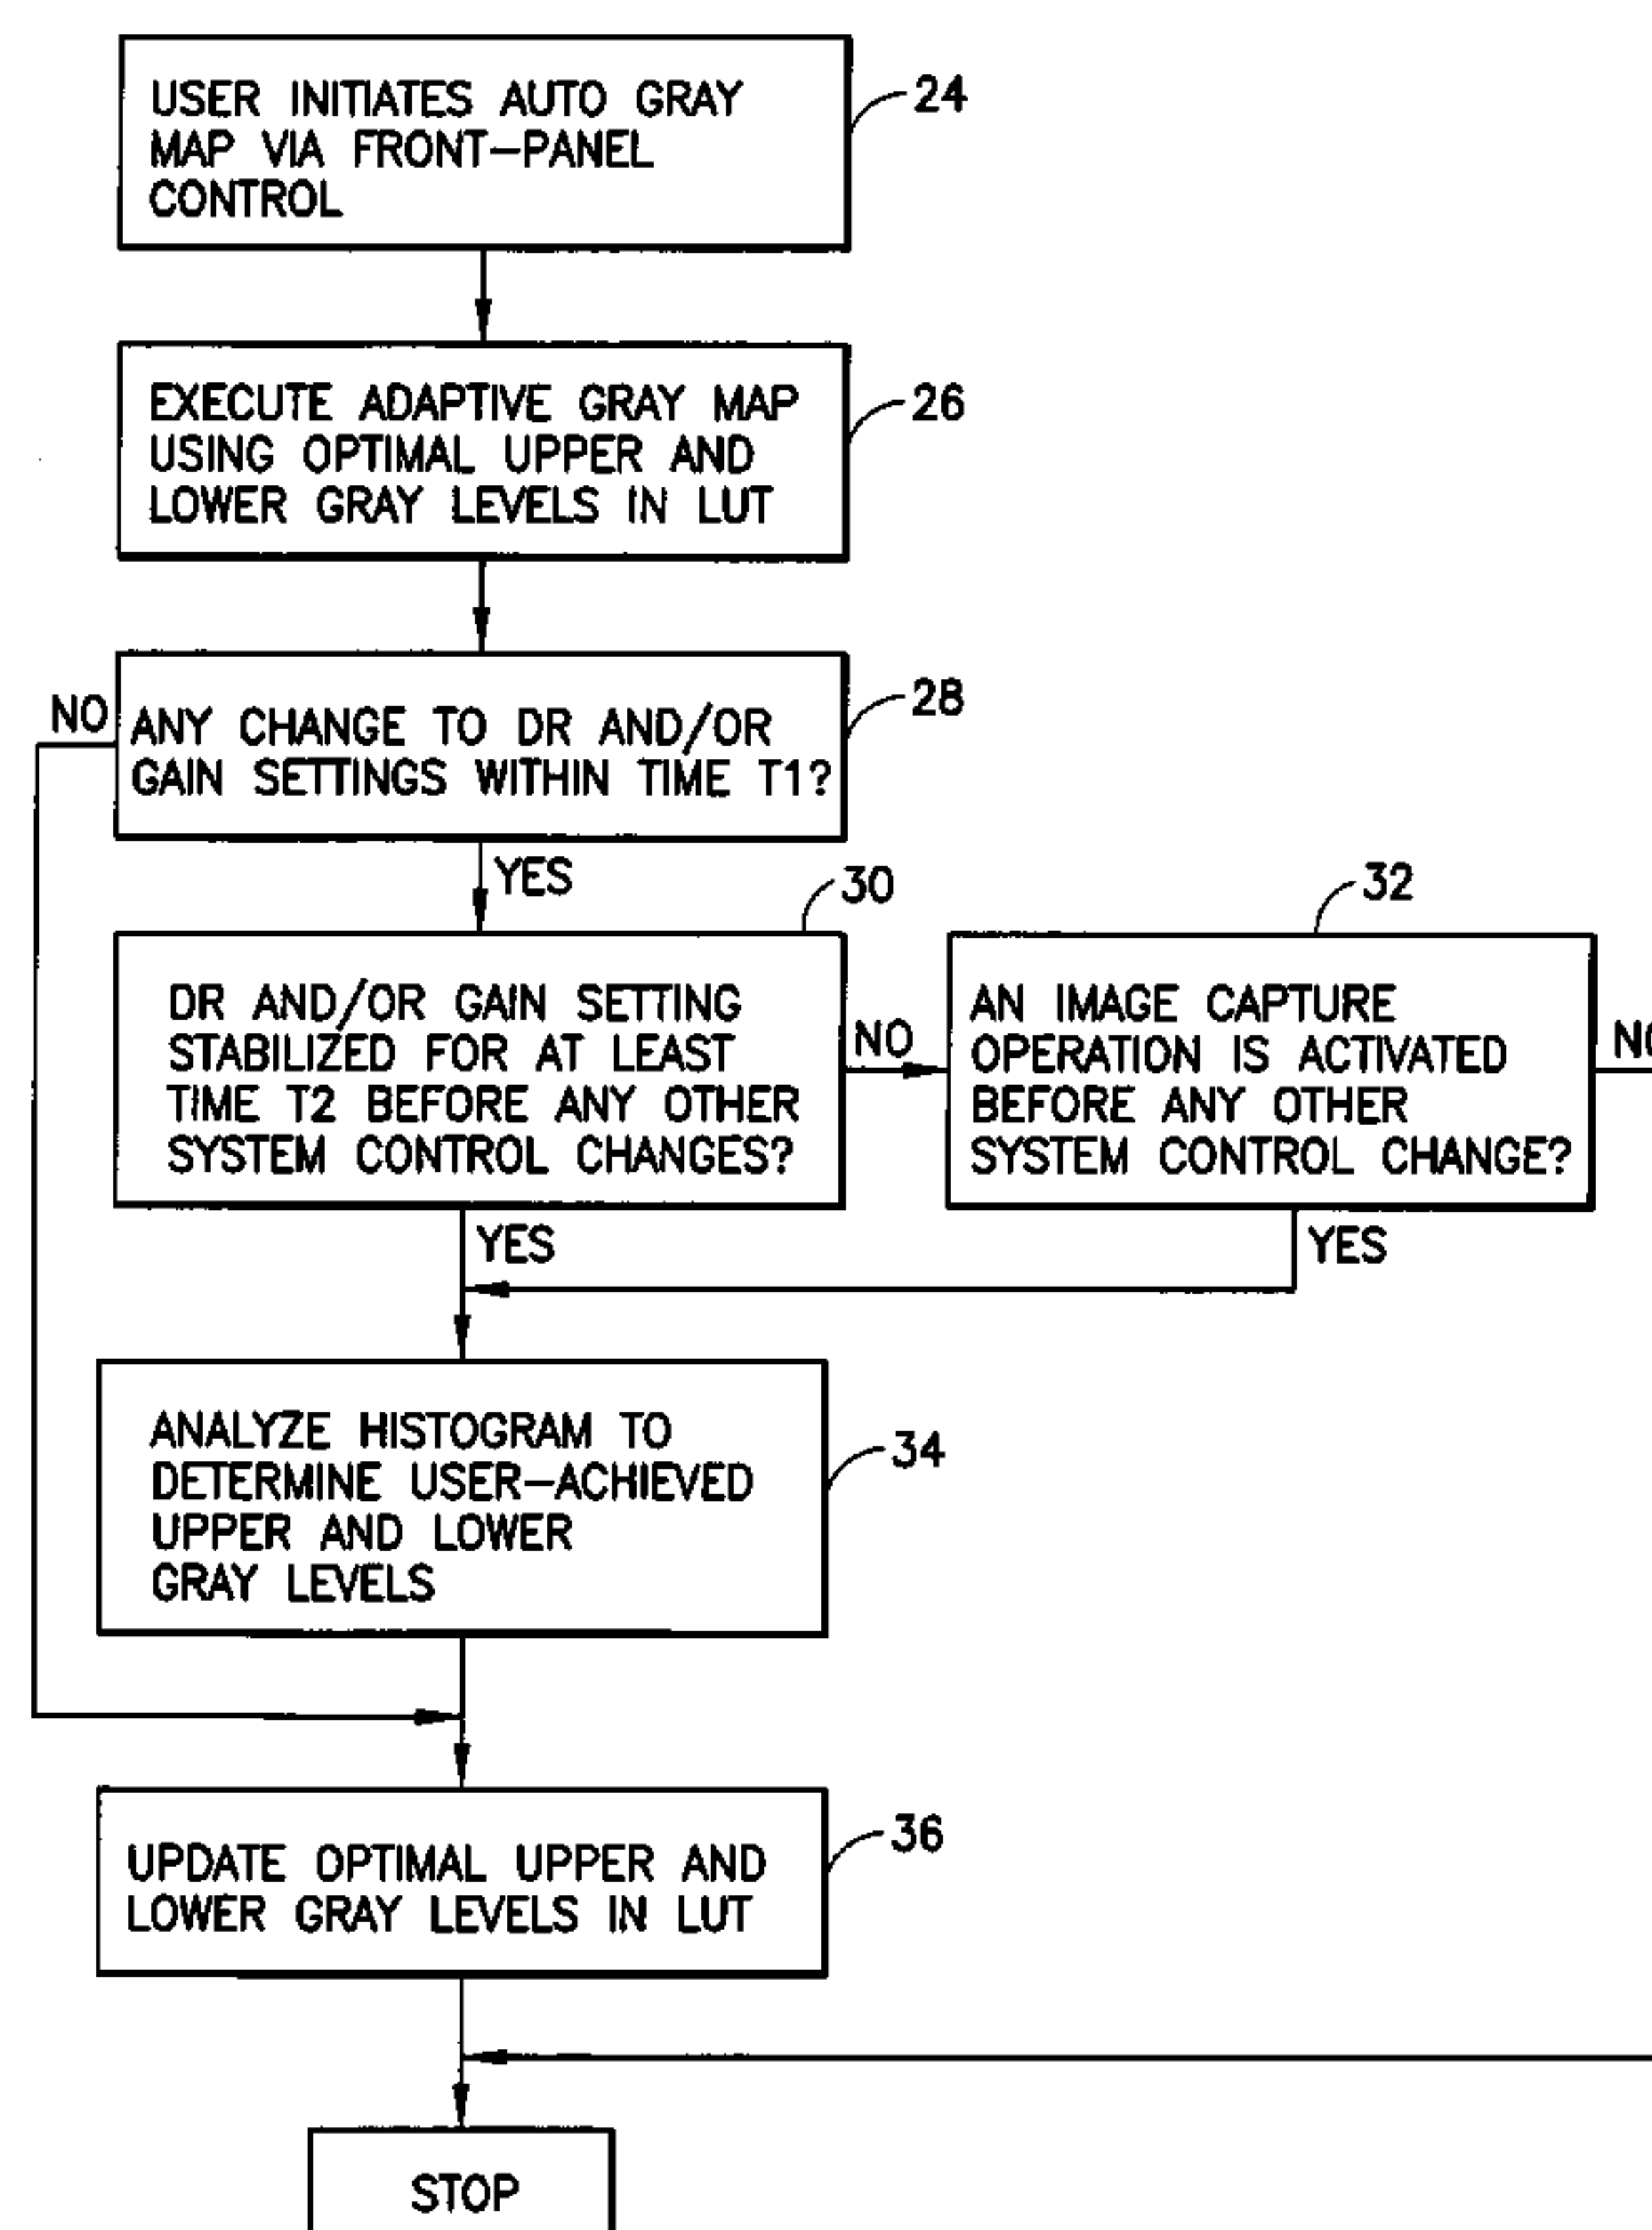 USER INITIATES AUTO GRAY
MAP VIA FRONT-PANEL
CONTROL
24
EXECUTE ADAPTIVE GRAY MAP
USING OPTIMAL UPPER AND
LOWER GRAY LEVELS IN LUT
26
NO
ANY CHANGE TO DR AND/OR
GAIN SETTINGS WITHIN TIME T1?
28
YES
30
DR AND/OR GAIN SETTING
STABILIZED FOR AT LEAST
TIME T2 BEFORE ANY OTHER
SYSTEM CONTROL CHANGES?
NO
32
AN IMAGE CAPTURE
OPERATION IS ACTIVATED
BEFORE ANY OTHER
SYSTEM CONTROL CHANGE?
NO
YES
YES
ANALYZE HISTOGRAM TO
DETERMINE USER-ACHIEVED
UPPER AND LOWER
GRAY LEVELS
34
UPDATE OPTIMAL UPPER AND
LOWER GRAY LEVELS IN LUT
36
STOP